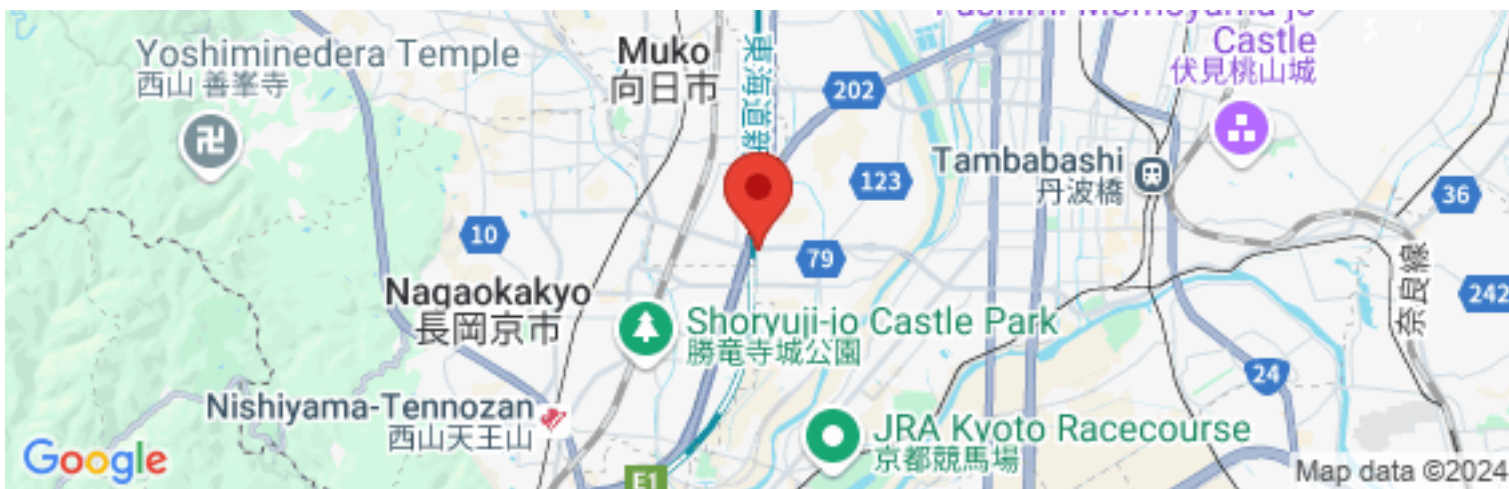 Fushimi Momoyama-jo
Castle
伏見桃山城
Yoshiminedera Temple
西山 善峯寺
Muko
向日市
東海道新
202
Tambabashi
丹波橋
123
36
10
79
奈良線
242
Nagaokakyo
長岡京市
Shoryuji-jo Castle Park
勝竜寺城公園
24
Nishiyama-Tennozan
西山天王山
JRA Kyoto Racecourse
京都競馬場
E1
Google
Map data ©2024